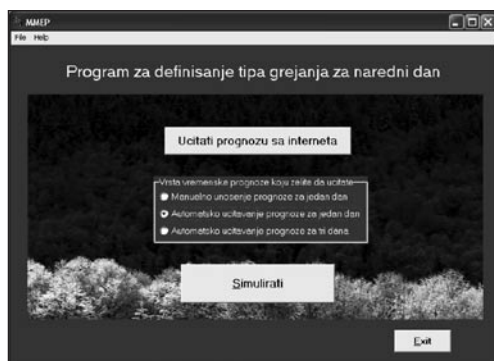 MMEP
File Help
Program za definisanje tipa grejanja za naredni dan
Ucitati prognozu sa interneta
Vrsta vremenske prognoze koju zelite da ucitate
Manuelno unosenje prognoze za jedan dan
Automatsko ucitavanje prognoze za jedan dan
Automatsko ucitavanje prognoze za tri dana
Simulirati
Exit